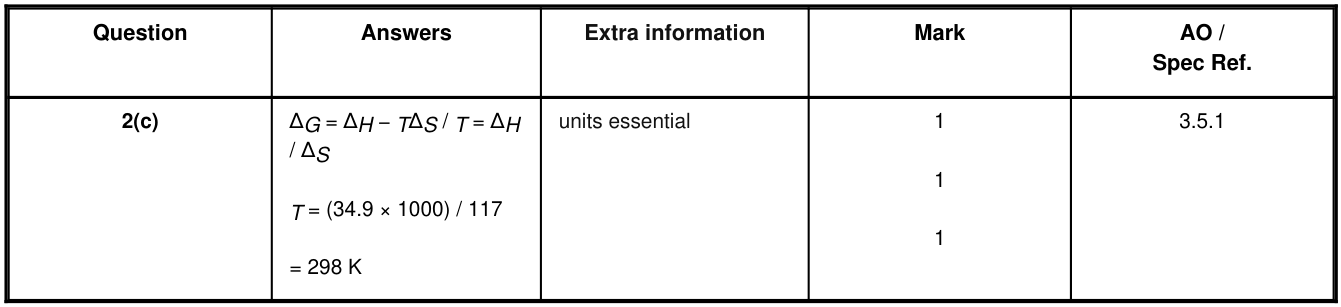 Question Answers Extra information Mark AO /
Spec Ref.
2(c) ΔG = ΔH – TΔS / T = ΔH units essential 1 3.5.1
/ ΔS
1
T = (34.9 × 1000) / 117
1
= 298 K